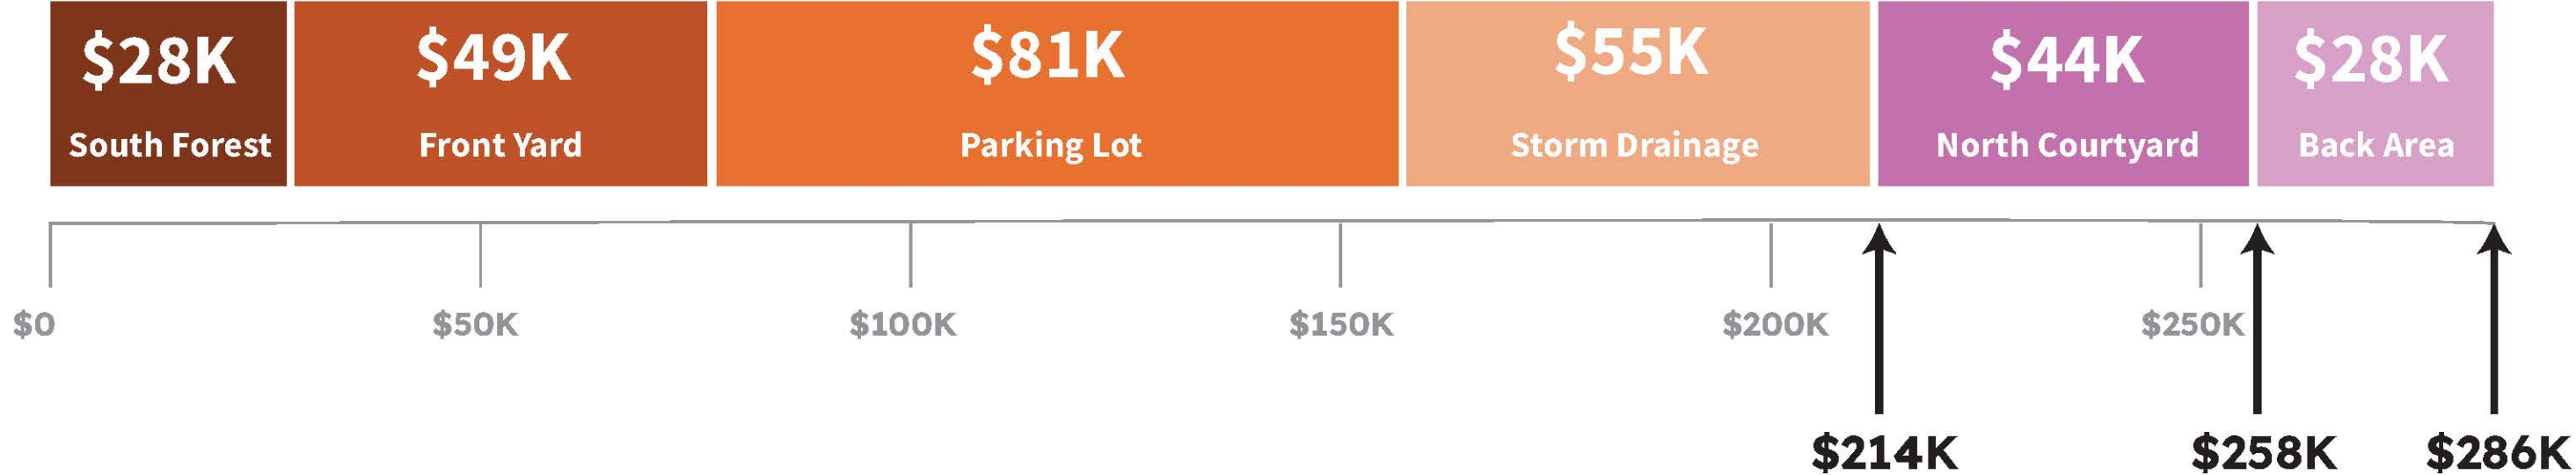 $28K
South Forest
$49K
Front Yard
$81K
Parking Lot
$55K
Storm Drainage
$44K
North Courtyard
$28K
Back Area
$0
$50K
$100K
$150K
$200K
$250K
$214K
$258K
$286K